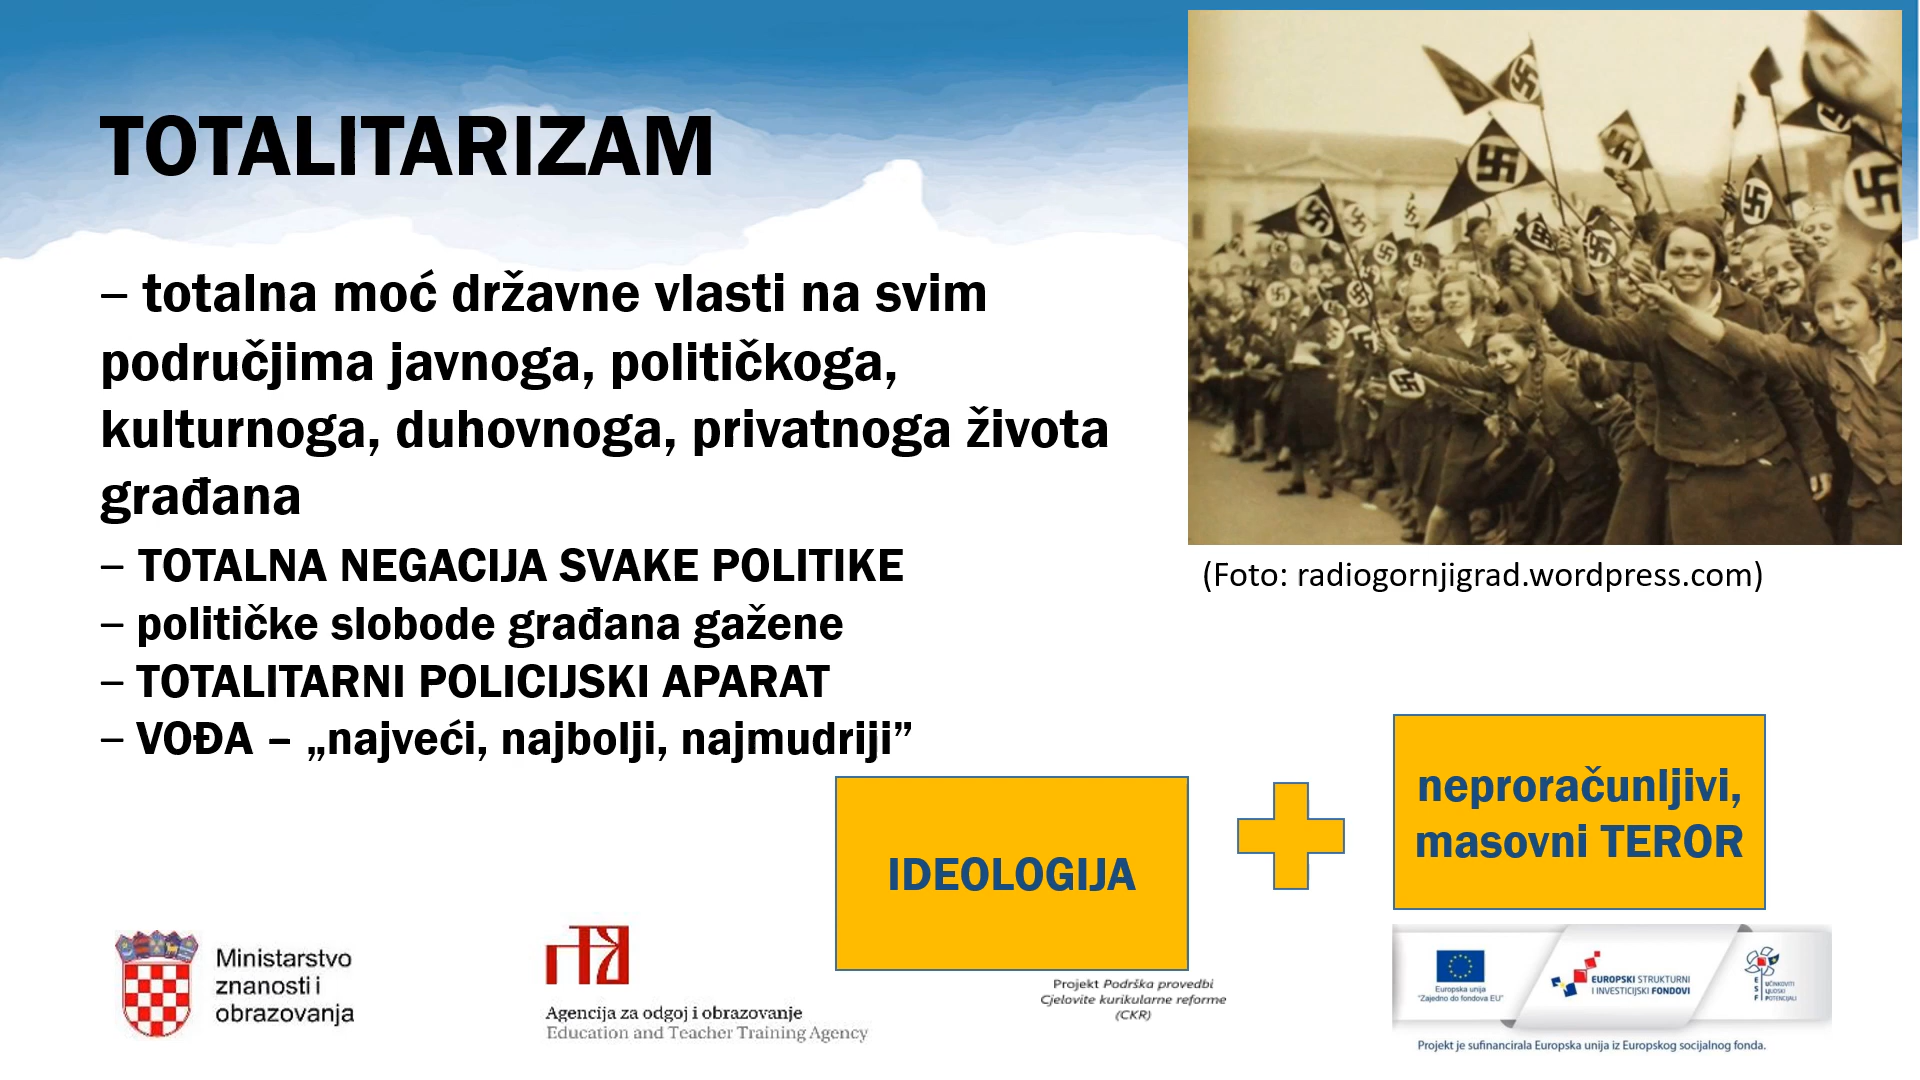 TOTALITARIZAM
– totalna moć državne vlasti na svim
područjima javnoga, političkoga,
kulturnoga, duhovnoga, privatnoga života
građana
– TOTALNA NEGACIJA SVAKE POLITIKE
– političke slobode građana gažene
– TOTALITARNI POLICIJSKI APARAT
– VOĐA – „najveći, najbolji, najmudriji”
(Foto: radiogornjigrad.wordpress.com)
IDEOLOGIJA
neproračunljivi,
masovni TEROR
Ministarstvo
znanosti i
obrazovanja
Agencija za odgoj i obrazovanje
Education and Teacher Training Agency
Projekt Podrška provedbi
Cjelovite kurikularne reforme
(CKR)
Europska unija
"Zajedno do fondova EU"
EUROPSKI STRUKTURNI
I INVESTICIJSKI FONDOVI
ESF
UČINKOVITI
LJUDSKI
POTENCIJALI
Projekt je sufinancirala Europska unija iz Europskog socijalnog fonda.